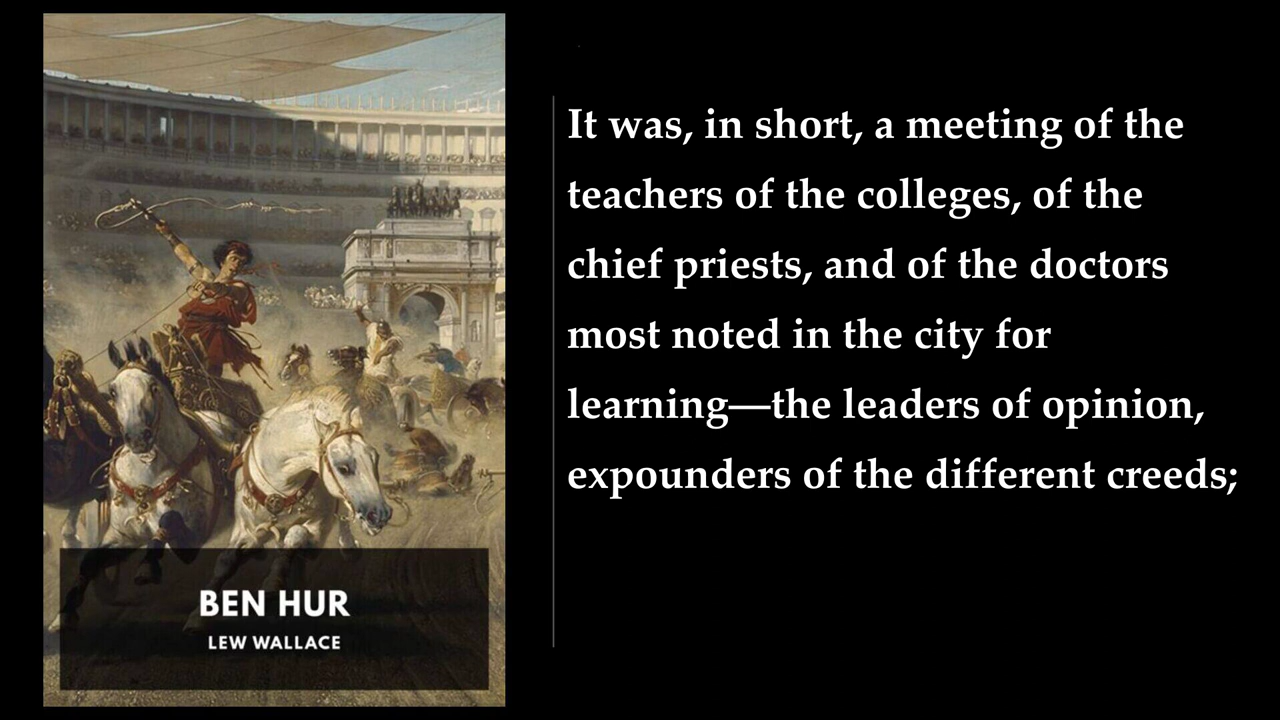 BEN HUR
LEW WALLACE
It was, in short, a meeting of the
teachers of the colleges, of the
chief priests, and of the doctors
most noted in the city for
learning—the leaders of opinion,
expounders of the different creeds;